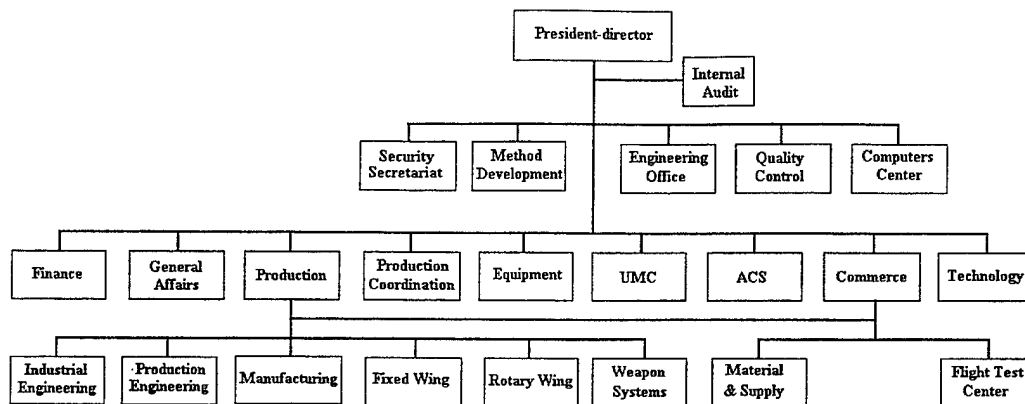 President-director
Internal
Audit
Security
Secretariat
Method
Development
Engineering
Office
Quality
Control
Computers
Center
Finance
General
Affairs
Production
Production
Coordination
Equipment
UMC
ACS
Commerce
Technology
Industrial
Engineering
Production
Engineering
Manufacturing
Fixed Wing
Rotary Wing
Weapon
Systems
Material
& Supply
Flight Test
Center